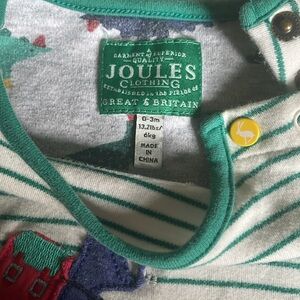 GARMENT of SUPERIOR
QUALITY
JOULES
CLOTHING
ESTABLISHED IN THE FIELDS OF
GREAT & BRITAIN
0-3m
13.2lbs/
6kg
MADE
IN
CHINA